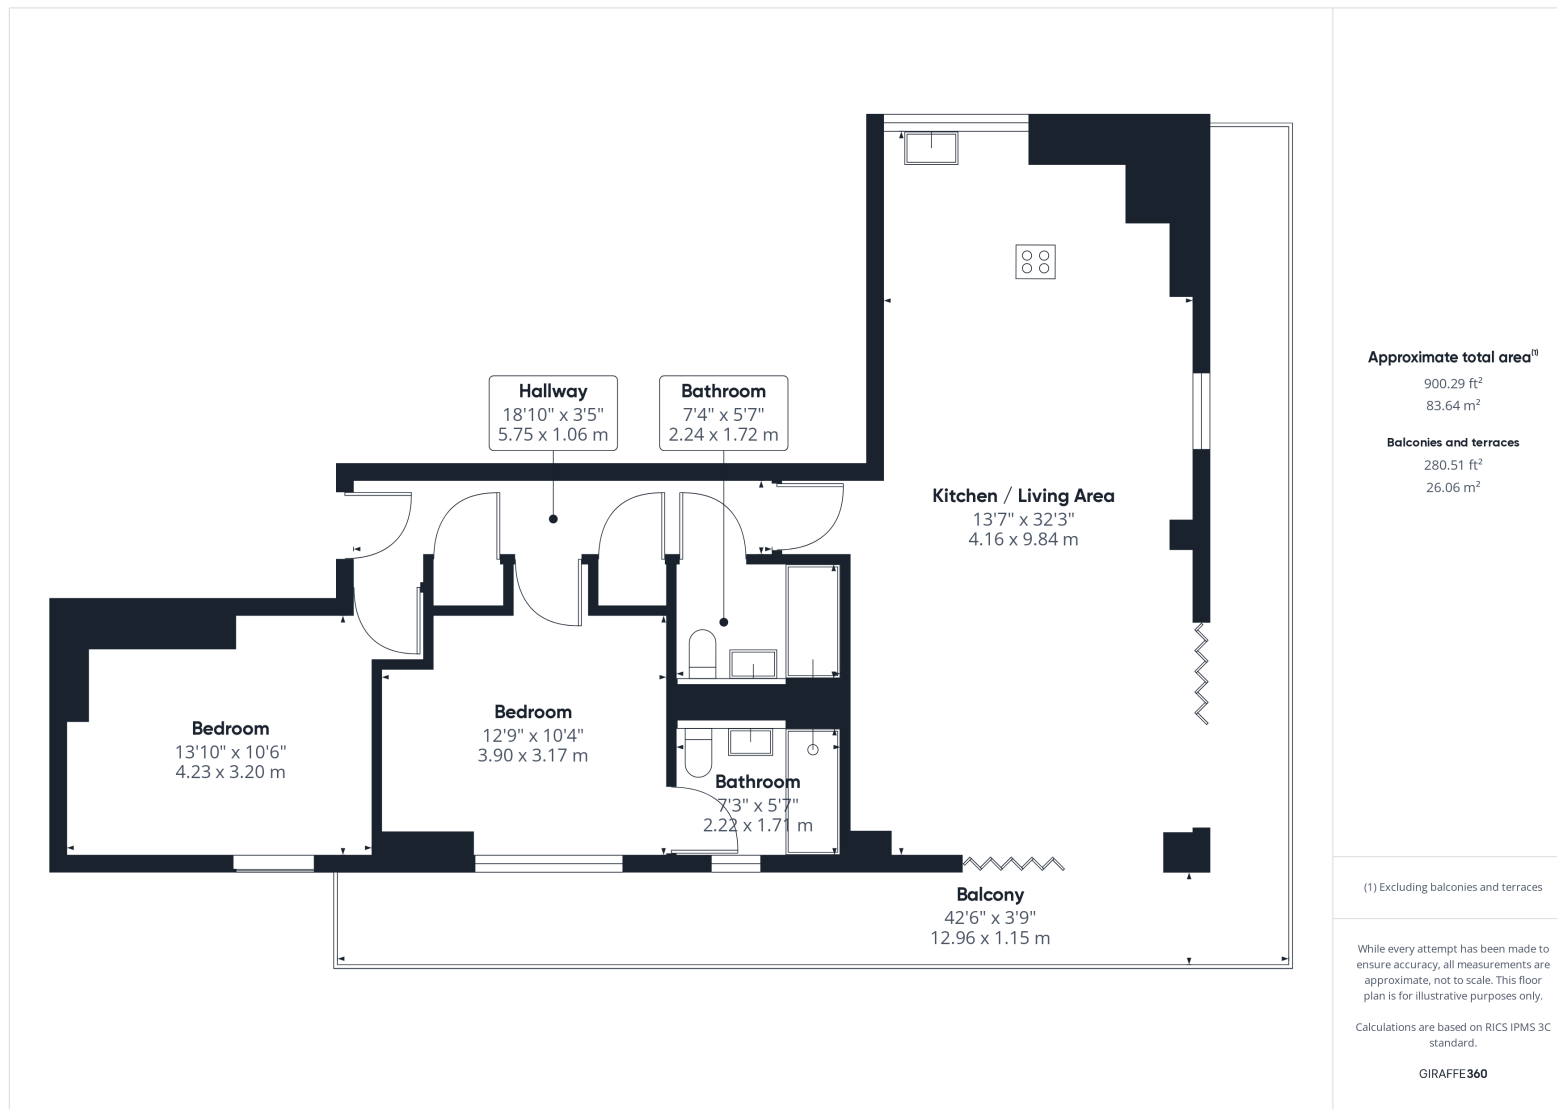 Hallway
18'10" x 3'5"
5.75 x 1.06 m
Bathroom
7'4" x 5'7"
2.24 x 1.72 m
Kitchen / Living Area
13'7" x 32'3"
4.16 x 9.84 m
Bedroom
13'10" x 10'6"
4.23 x 3.20 m
Bedroom
12'9" x 10'4"
3.90 x 3.17 m
Bathroom
7'3" x 5'7"
2.22 x 1.71 m
Balcony
42'6" x 3'9"
12.96 x 1.15 m
Approximate total area(1)
900.29 ft²
83.64 m²
Balconies and terraces
280.51 ft²
26.06 m²
(1) Excluding balconies and terraces
While every attempt has been made to
ensure accuracy, all measurements are
approximate, not to scale. This floor
plan is for illustrative purposes only.
Calculations are based on RICS IPMS 3C
standard.
GIRAFFE360